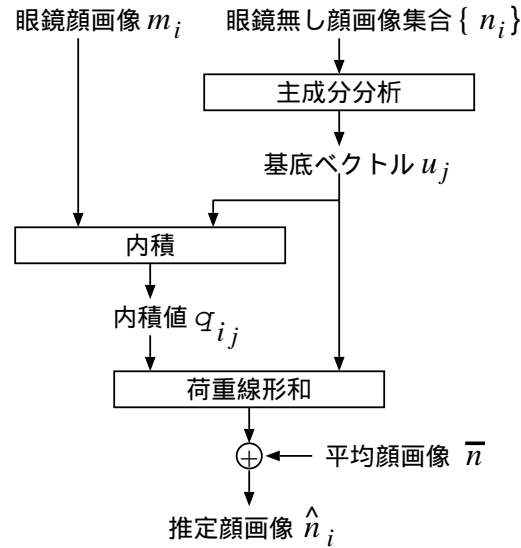 眼鏡顔画像 m_i
眼鏡無し顔画像集合{ n_i}
主成分分析
基底ベクトル u_j
内積
内積値 q_{ij}
荷重線形和
+
平均顔画像 n̄
推定顔画像 n̂_i